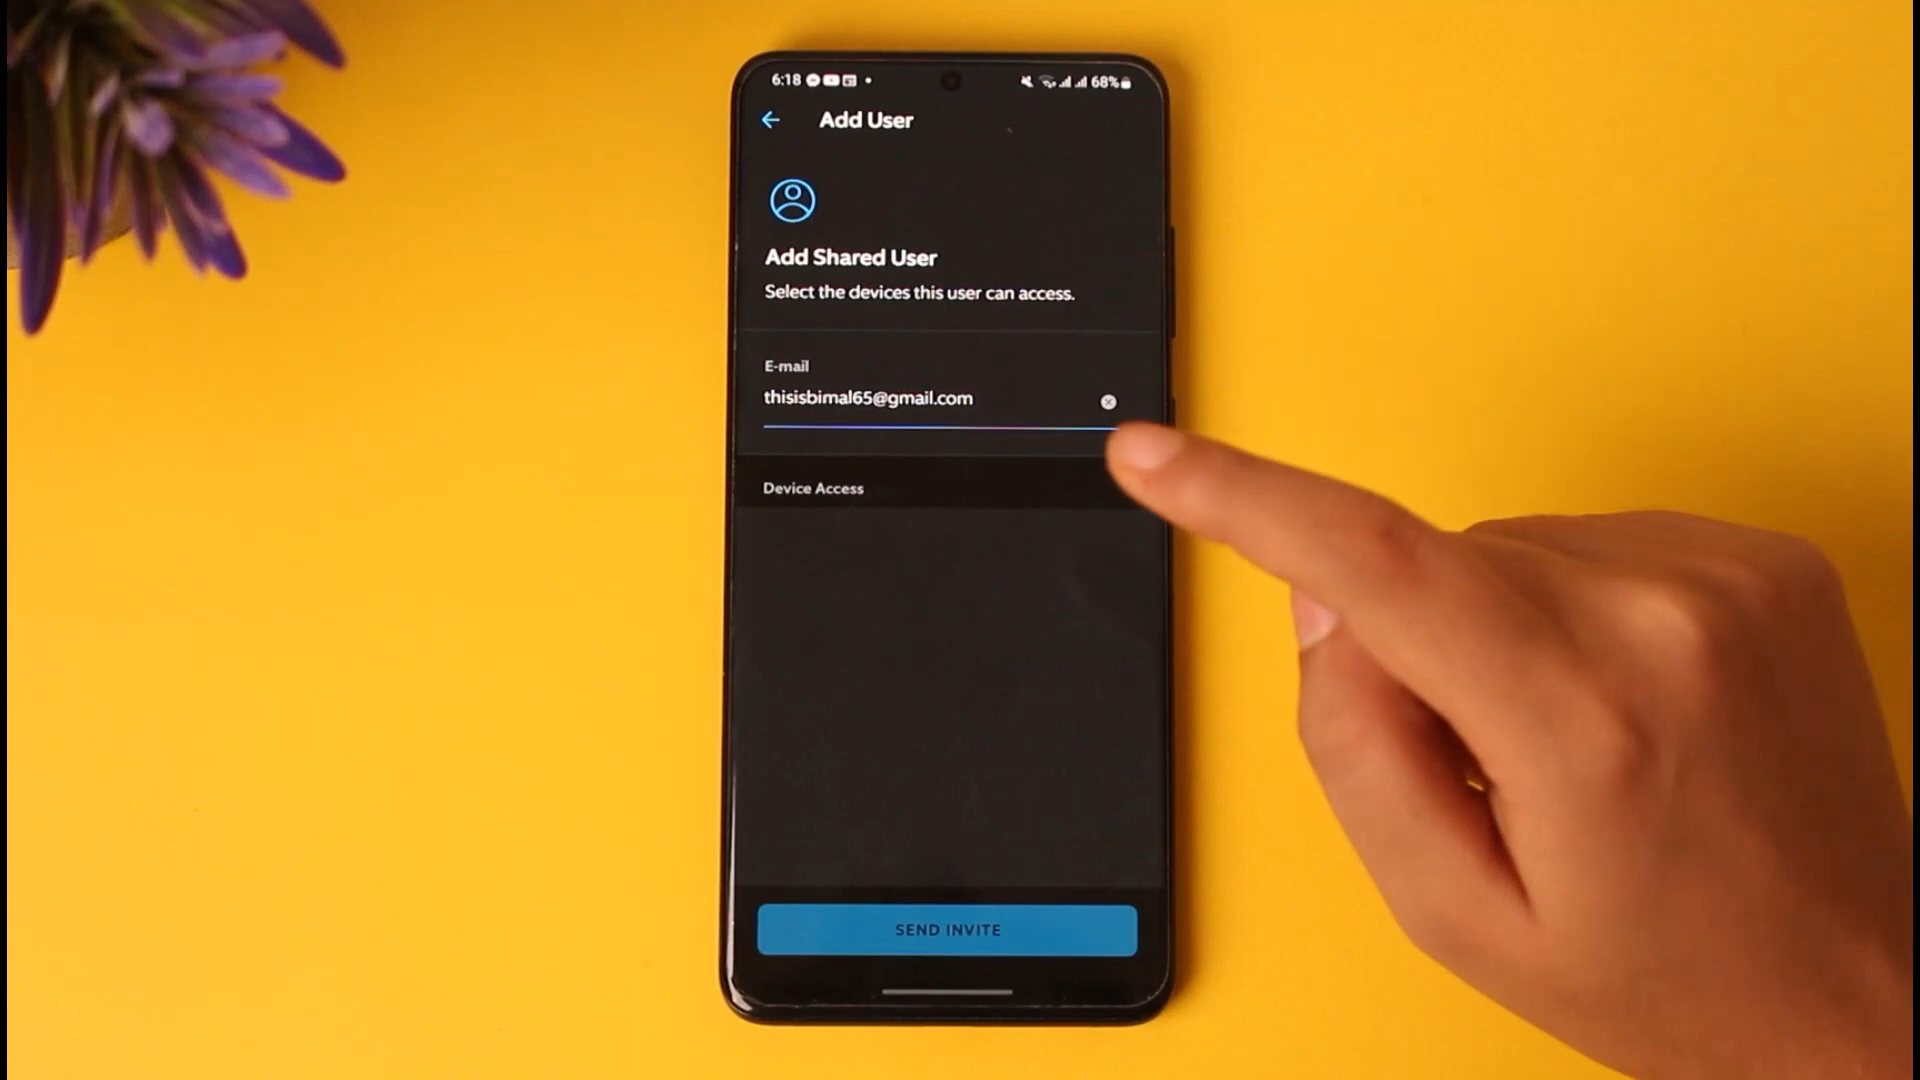 6:18
68%
Add User
Add Shared User
Select the devices this user can access.
E-mail
thisisbimal65@gmail.com
Device Access
SEND INVITE